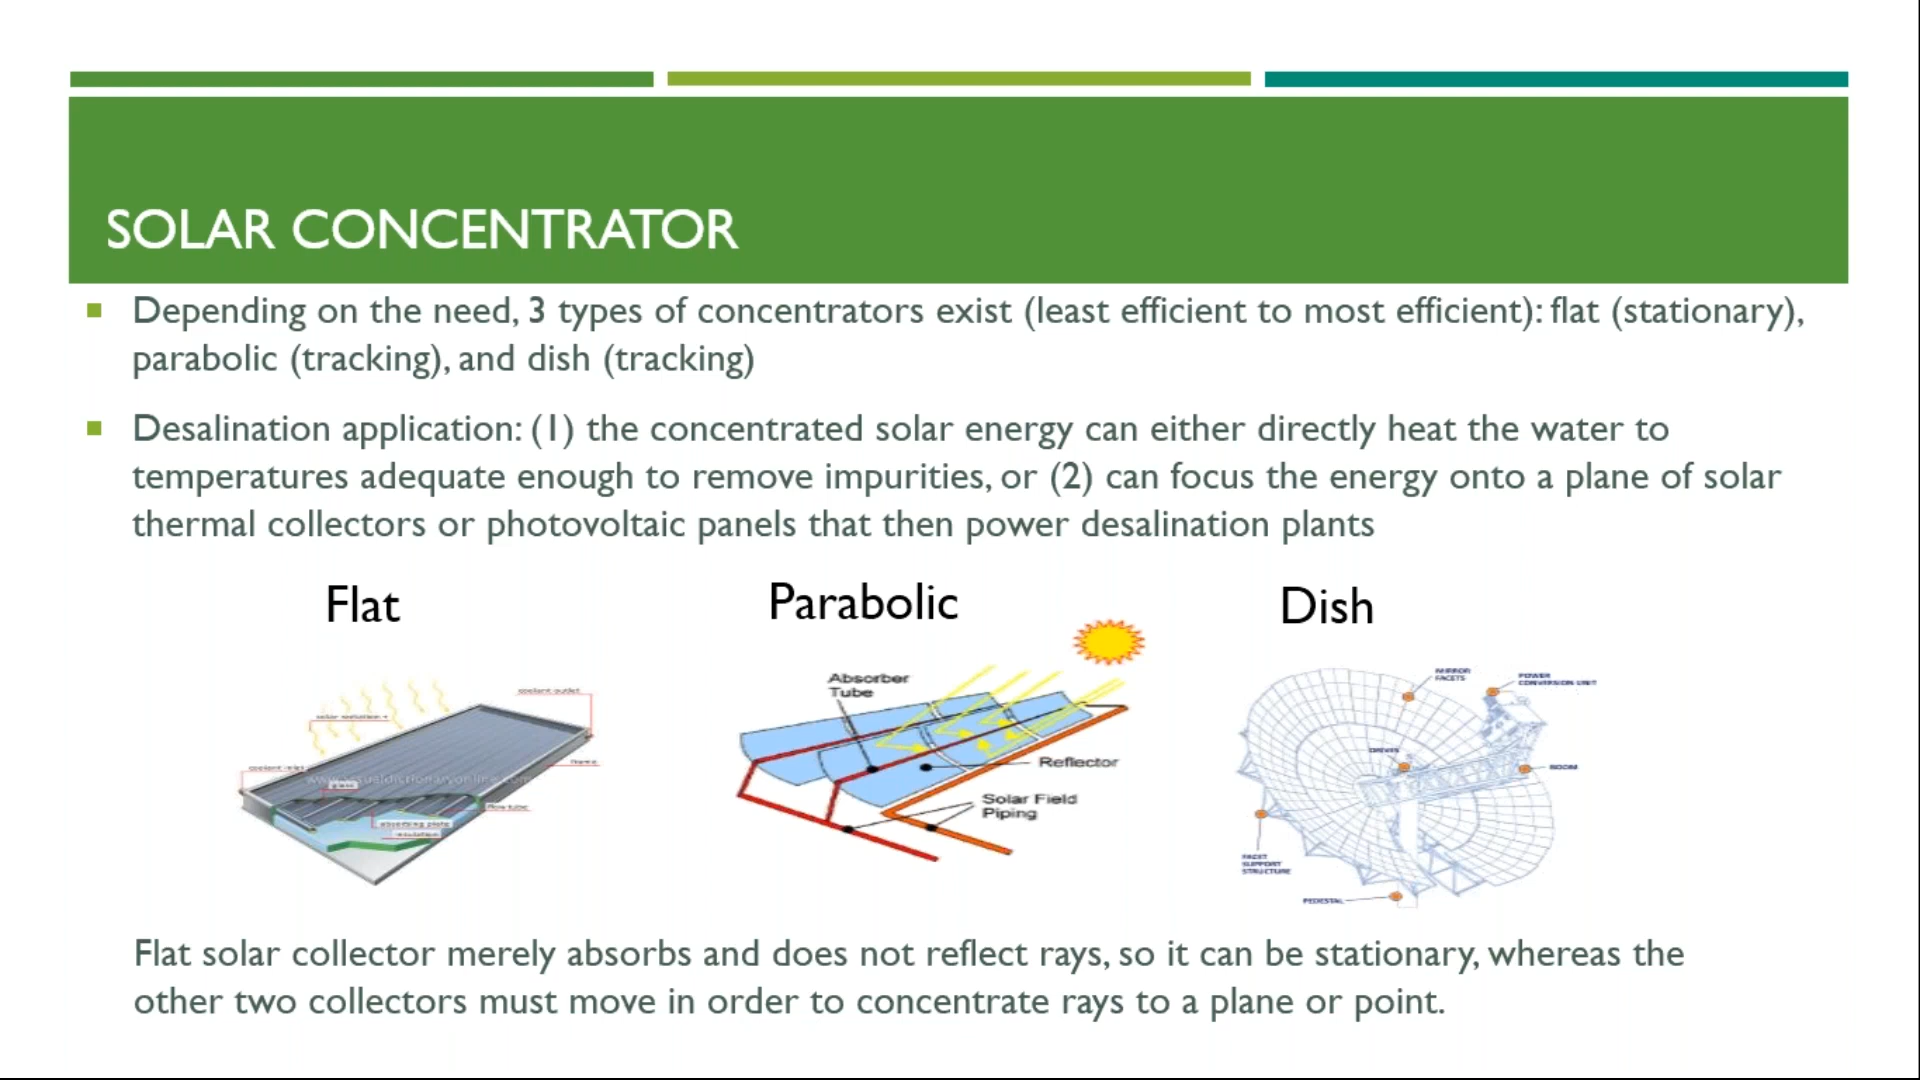 SOLAR CONCENTRATOR
Depending on the need, 3 types of concentrators exist (least efficient to most efficient): flat (stationary),
parabolic (tracking), and dish (tracking)
Desalination application: (1) the concentrated solar energy can either directly heat the water to
temperatures adequate enough to remove impurities, or (2) can focus the energy onto a plane of solar
thermal collectors or photovoltaic panels that then power desalination plants
Flat
Parabolic
Dish
coolant outlet
solar radiation
coolant inlet
frame
glass
flow tube
absorbing plate
insulation
Absorber
Tube
Reflector
Solar Field
Piping
MIRROR
FACETS
POWER
CONVERSION UNIT
DRIVES
BOOM
FACET
SUPPORT
STRUCTURE
PEDESTAL
Flat solar collector merely absorbs and does not reflect rays, so it can be stationary, whereas the
other two collectors must move in order to concentrate rays to a plane or point.